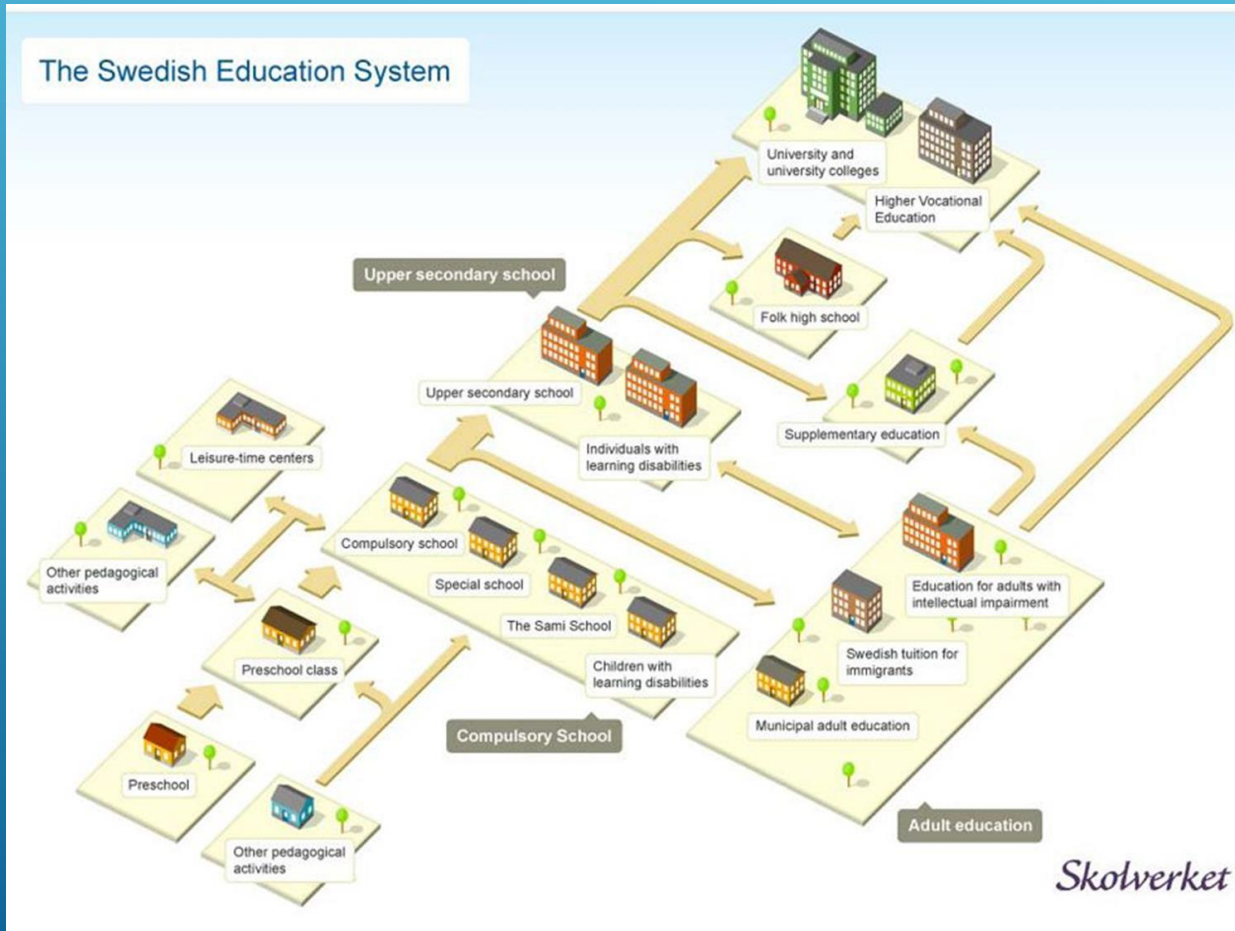 The Swedish Education System
University and
university colleges
Higher Vocational
Education
Upper secondary school
Folk high school
Upper secondary school
Supplementary education
Individuals with
learning disabilities
Leisure-time centers
Other pedagogical
activities
Compulsory school
Special school
The Sami School
Children with
learning disabilities
Education for adults with
intellectual impairment
Swedish tuition for
immigrants
Municipal adult education
Preschool class
Compulsory School
Preschool
Other pedagogical
activities
Adult education
Skolverket